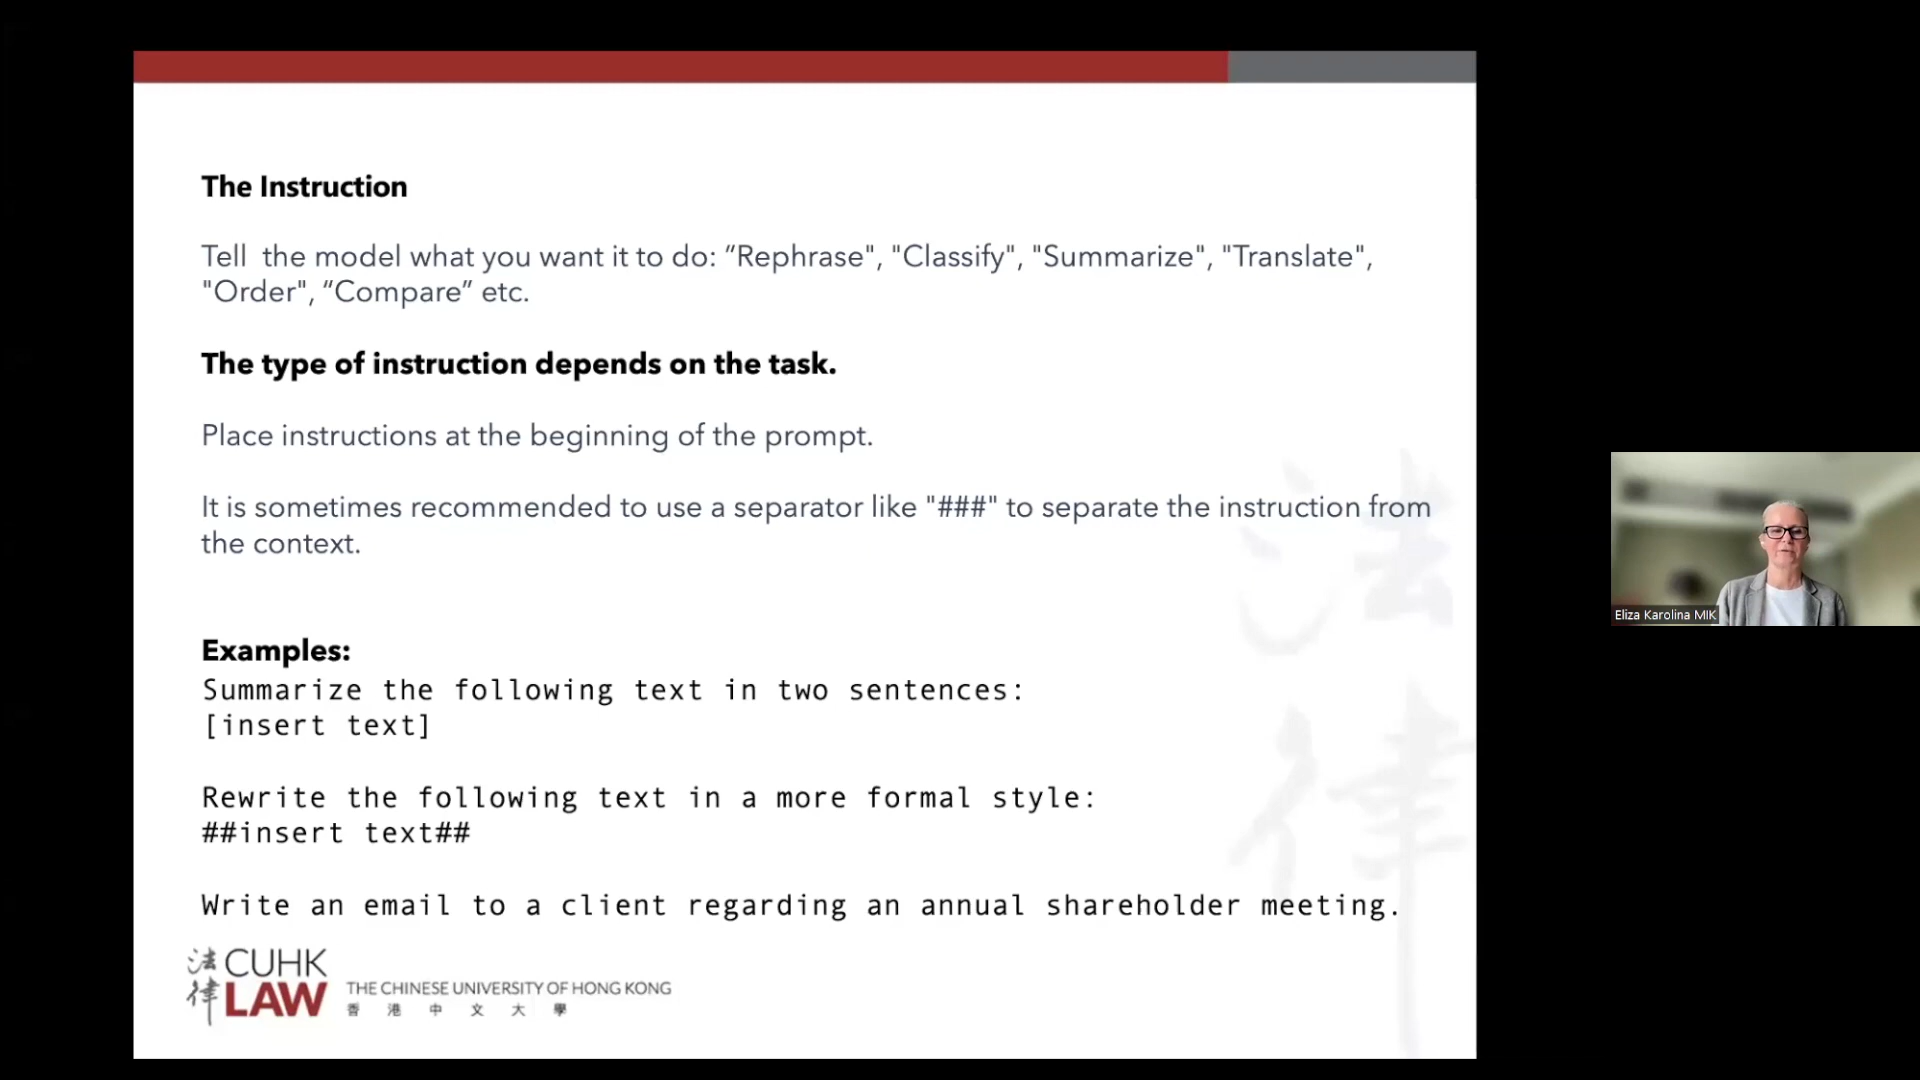 The Instruction
Tell  the model what you want it to do: “Rephrase", "Classify", "Summarize", "Translate",
"Order", “Compare” etc.
The type of instruction depends on the task.
Place instructions at the beginning of the prompt.
It is sometimes recommended to use a separator like "###" to separate the instruction from
the context.
Examples:
Summarize the following text in two sentences:
[insert text]
Rewrite the following text in a more formal style:
##insert text##
Write an email to a client regarding an annual shareholder meeting.
法律
CUHK
LAW
THE CHINESE UNIVERSITY OF HONG KONG
香港中文大學
法律
Eliza Karolina MIK